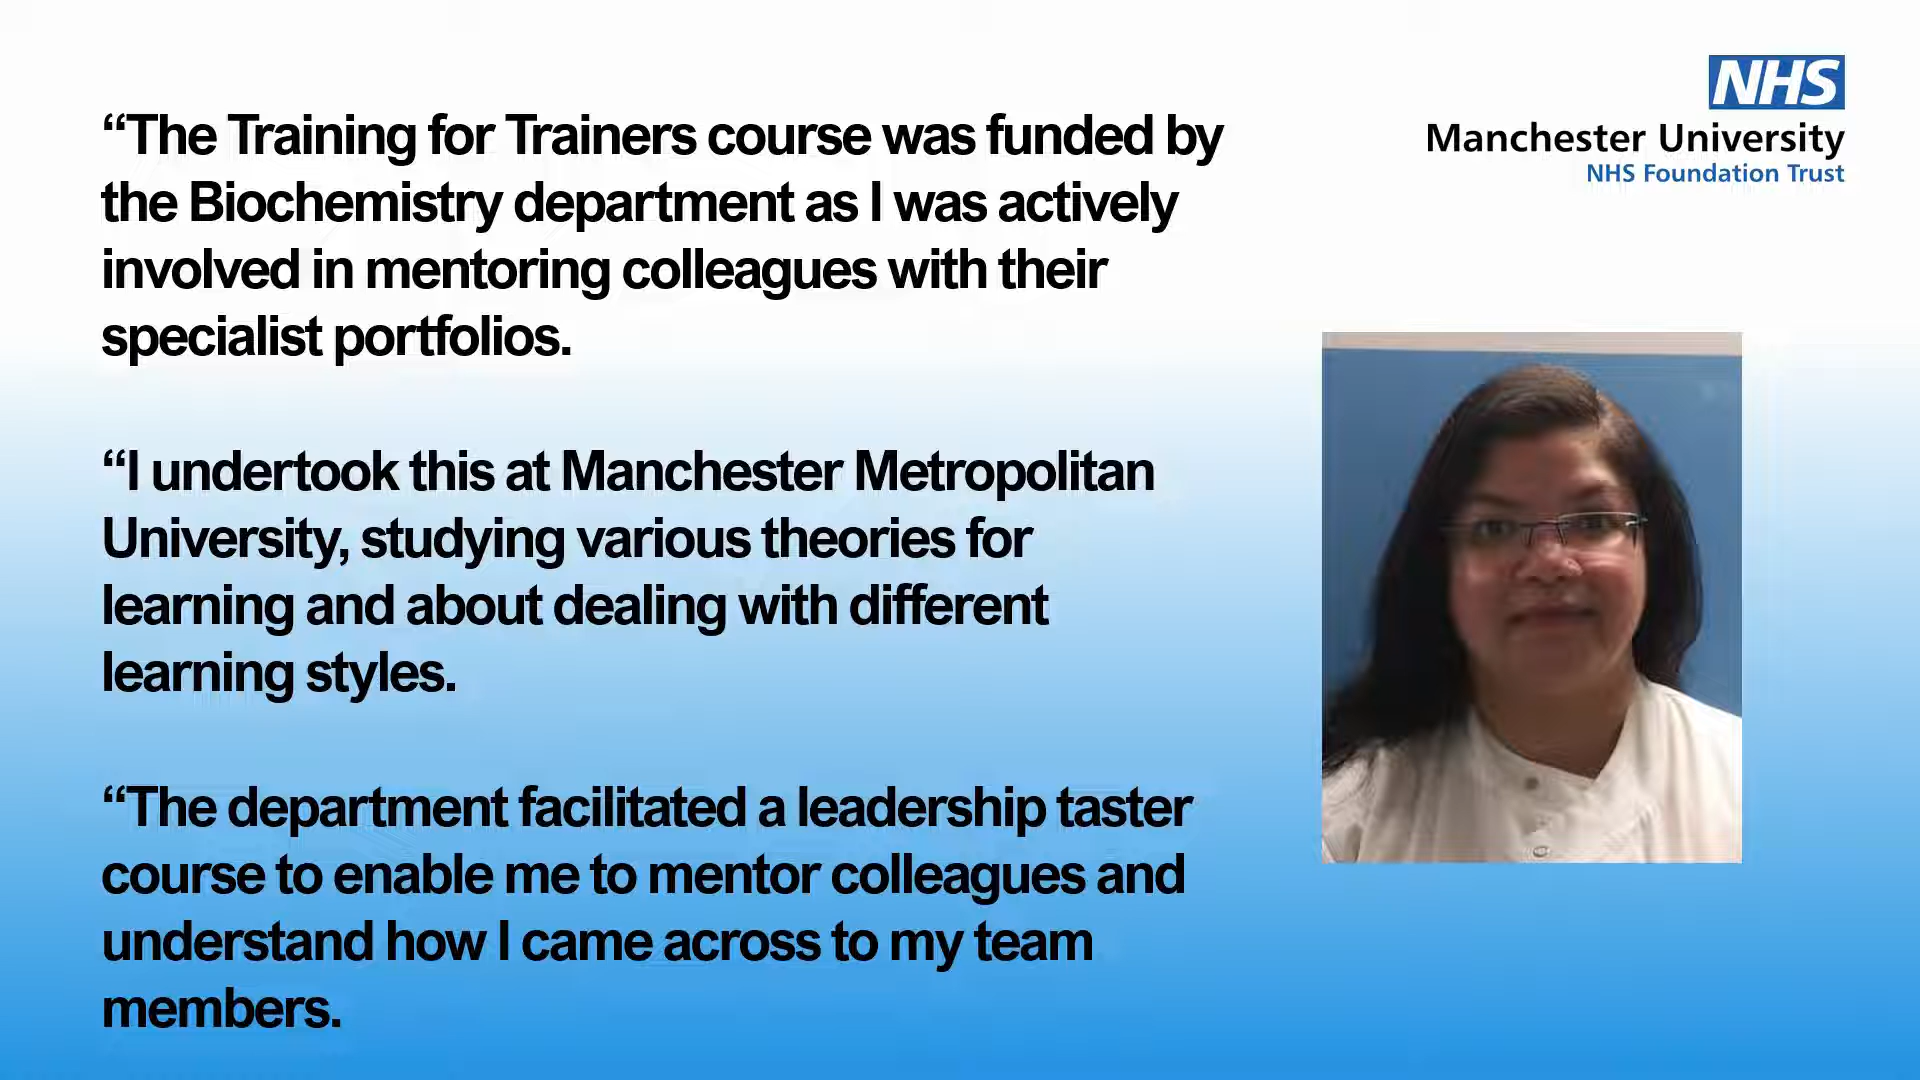 “The Training for Trainers course was funded by
the Biochemistry department as I was actively
involved in mentoring colleagues with their
specialist portfolios.
“I undertook this at Manchester Metropolitan
University, studying various theories for
learning and about dealing with different
learning styles.
“The department facilitated a leadership taster
course to enable me to mentor colleagues and
understand how I came across to my team
members.
NHS
Manchester University
NHS Foundation Trust